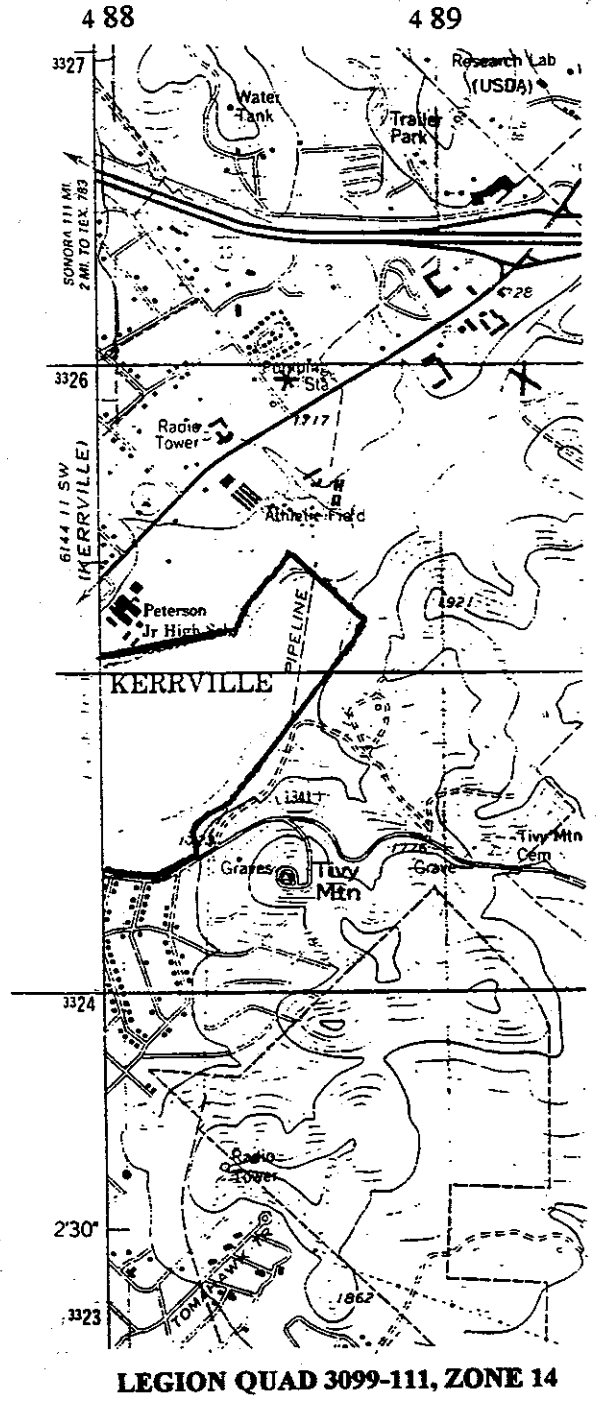 4 88
4 89
3327
Research Lab
(USDA)
Water
Tank
Trailer
Park
SONORA 111 MI.
2 MI. TO TEX. 783
3326
Pumping
Sta
1717
Radio
Tower
Athletic Field
6144 11 SW
(KERRVILLE)
1921
Peterson
Jr High Sch
PIPELINE
KERRVILLE
1341
1776
Tivy Mtn
Cem
Graves
Tivy
Mtn
Grave
3324
Radio
Tower
2'30"
TOMAHAWK TR
1862
3323
LEGION QUAD 3099-111, ZONE 14